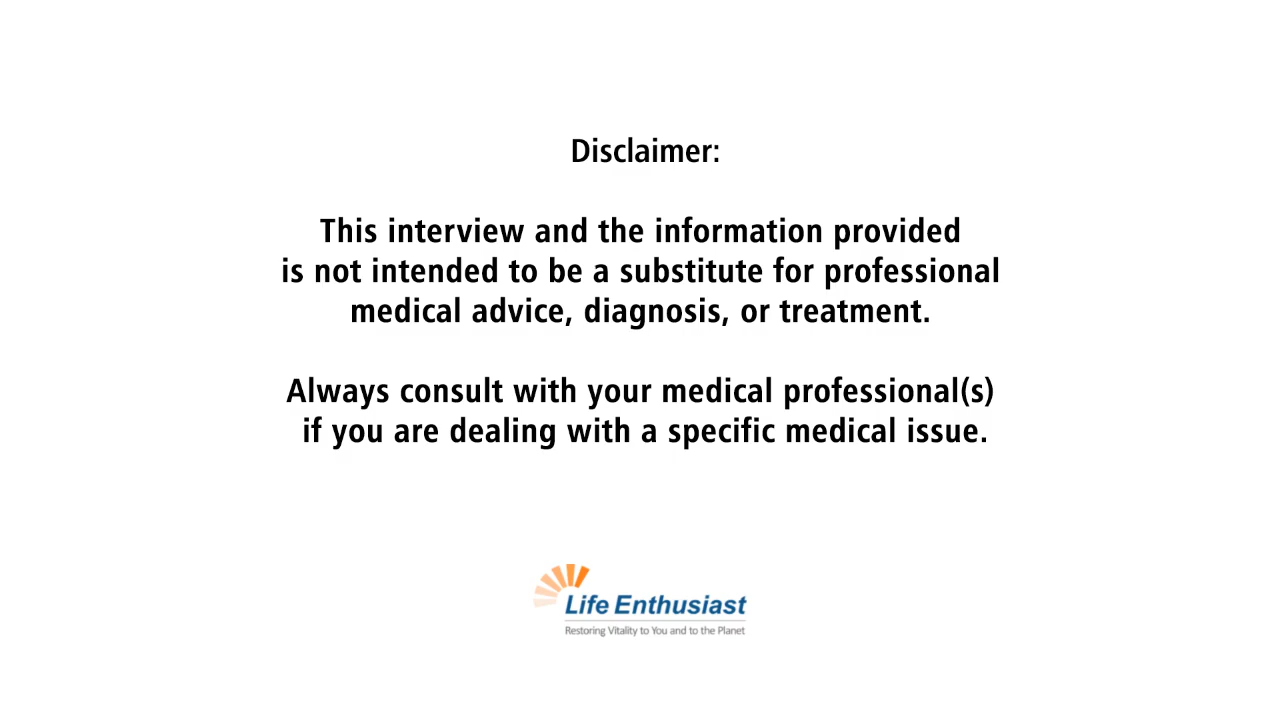 Disclaimer:
This interview and the information provided
is not intended to be a substitute for professional
medical advice, diagnosis, or treatment.
Always consult with your medical professional(s)
if you are dealing with a specific medical issue.
Life Enthusiast
Restoring Vitality to You and to the Planet